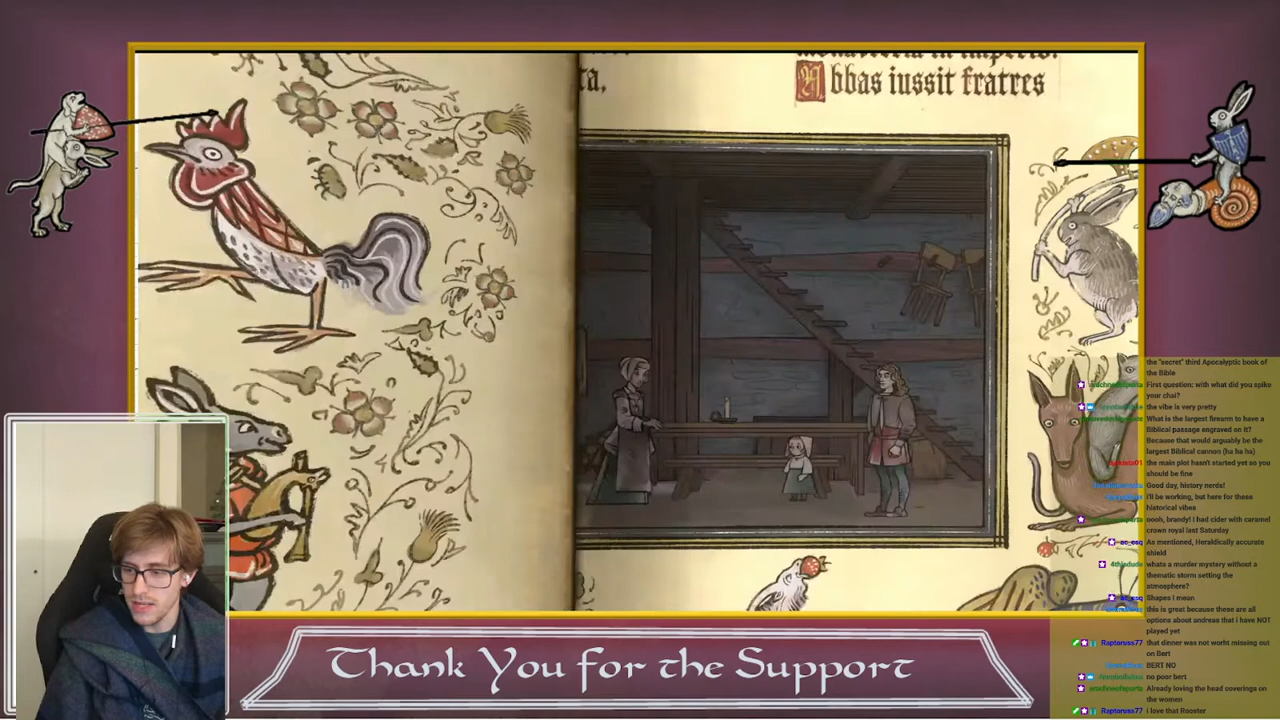 ta,
Abbas iussit fratres
the "secret" third Apocalyptic book of
the Bible
First question: with what did you spike
your chai?
the vibe is very pretty
What is the largest firearm to have a
Biblical passage engraved on it?
Because that would arguably be the
largest Biblical cannon (ha ha ha)
the main plot hasn't started yet so you
should be fine
Good day, history nerds!
I'll be working, but here for these
historical vibes
oooh, brandy! I had cider with caramel
crown royal last Saturday
As mentioned, Heraldically accurate
shield
4thisdude whats a murder mystery without a
thematic storm setting the
atmosphere?
Shapes I mean
this is great because these are all
options about andreas that i have NOT
played yet
Raptoruss77 that dinner was not worht missing out
on Bert
BERT NO
no poor bert
Already loving the head coverings on
the women
Raptoruss77 i love that Rooster
Thank You for the Support